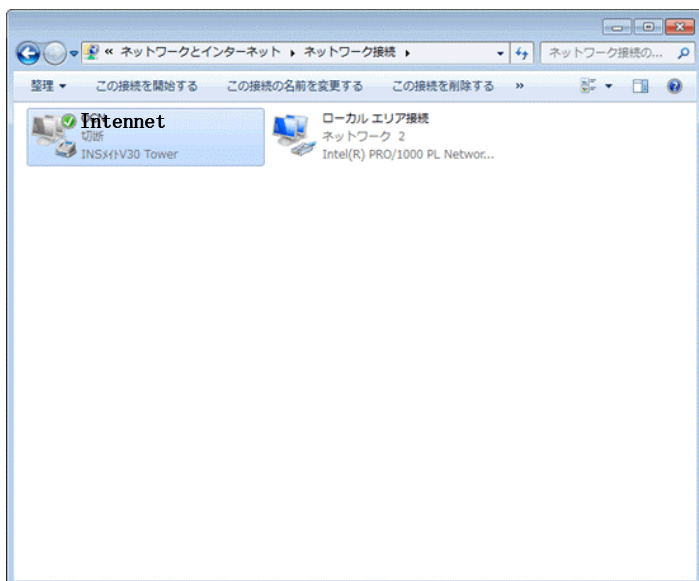 « ネットワークとインターネット ▸ ネットワーク接続 ▸
ネットワーク接続の...
整理 ▼ この接続を開始する この接続の名前を変更する この接続を削除する »
Intennet
切断
INSﾒｲﾄV30 Tower
ローカル エリア接続
ネットワーク 2
Intel(R) PRO/1000 PL Networ...